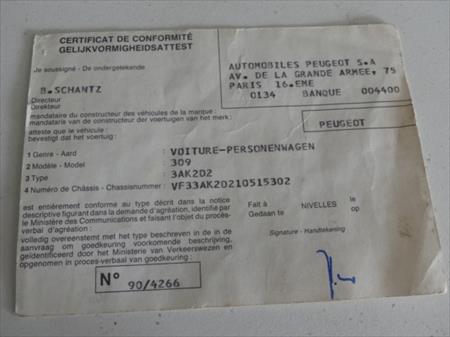 CERTIFICAT DE CONFORMITÉ
GELIJKVORMIGHEIDSATTEST
Je soussigné - De ondergetekende
B.SCHANTZ
Directeur
Direkteur
AUTOMOBILES PEUGEOT S.A
AV. DE LA GRANDE ARMEE, 75
PARIS 16.EME
0134 BANQUE 004400
mandataire du constructeur des véhicules de la marque :
mandataris van de constructeur der voertuigen van het merk :
PEUGEOT
atteste que le véhicule :
bevestigt dat het voertuig :
1 Genre - Aard : VOITURE-PERSONENWAGEN
2 Modèle - Model : 309
3 Type : 3AK2D2
4 Numéro de Châssis - Chassisnummer : VF33AK20210515302
est entièrement conforme au type décrit dans la notice
descriptive figurant dans la demande d'agréation, identifié par
le Ministère des Communications et faisant l'objet du procès-
verbal d'agréation :
volledig overeenstemt met het type beschreven in de in de
aanvraag om goedkeuring voorkomende beschrijving,
geïdentificeerd door het Ministerie van Verkeerswezen en
opgenomen in proces-verbaal van goedkeuring :
Fait à NIVELLES le
Gedaan te op
Signature - Handtekening
N° 90/4266